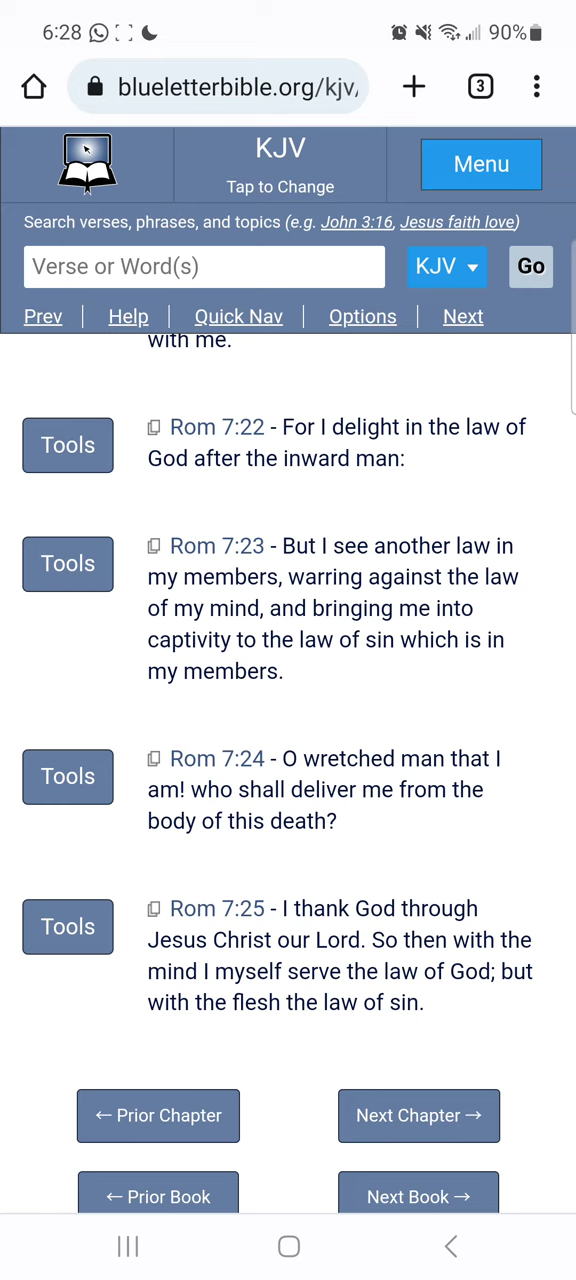 6:28 90%
blueletterbible.org/kjv/ 3
KJV
Tap to Change
Menu
Search verses, phrases, and topics (e.g. John 3:16, Jesus faith love)
Verse or Word(s) KJV Go
Prev Help Quick Nav Options Next
with me.
Tools
Rom 7:22 - For I delight in the law of
God after the inward man:
Tools
Rom 7:23 - But I see another law in
my members, warring against the law
of my mind, and bringing me into
captivity to the law of sin which is in
my members.
Tools
Rom 7:24 - O wretched man that I
am! who shall deliver me from the
body of this death?
Tools
Rom 7:25 - I thank God through
Jesus Christ our Lord. So then with the
mind I myself serve the law of God; but
with the flesh the law of sin.
← Prior Chapter Next Chapter →
← Prior Book Next Book →